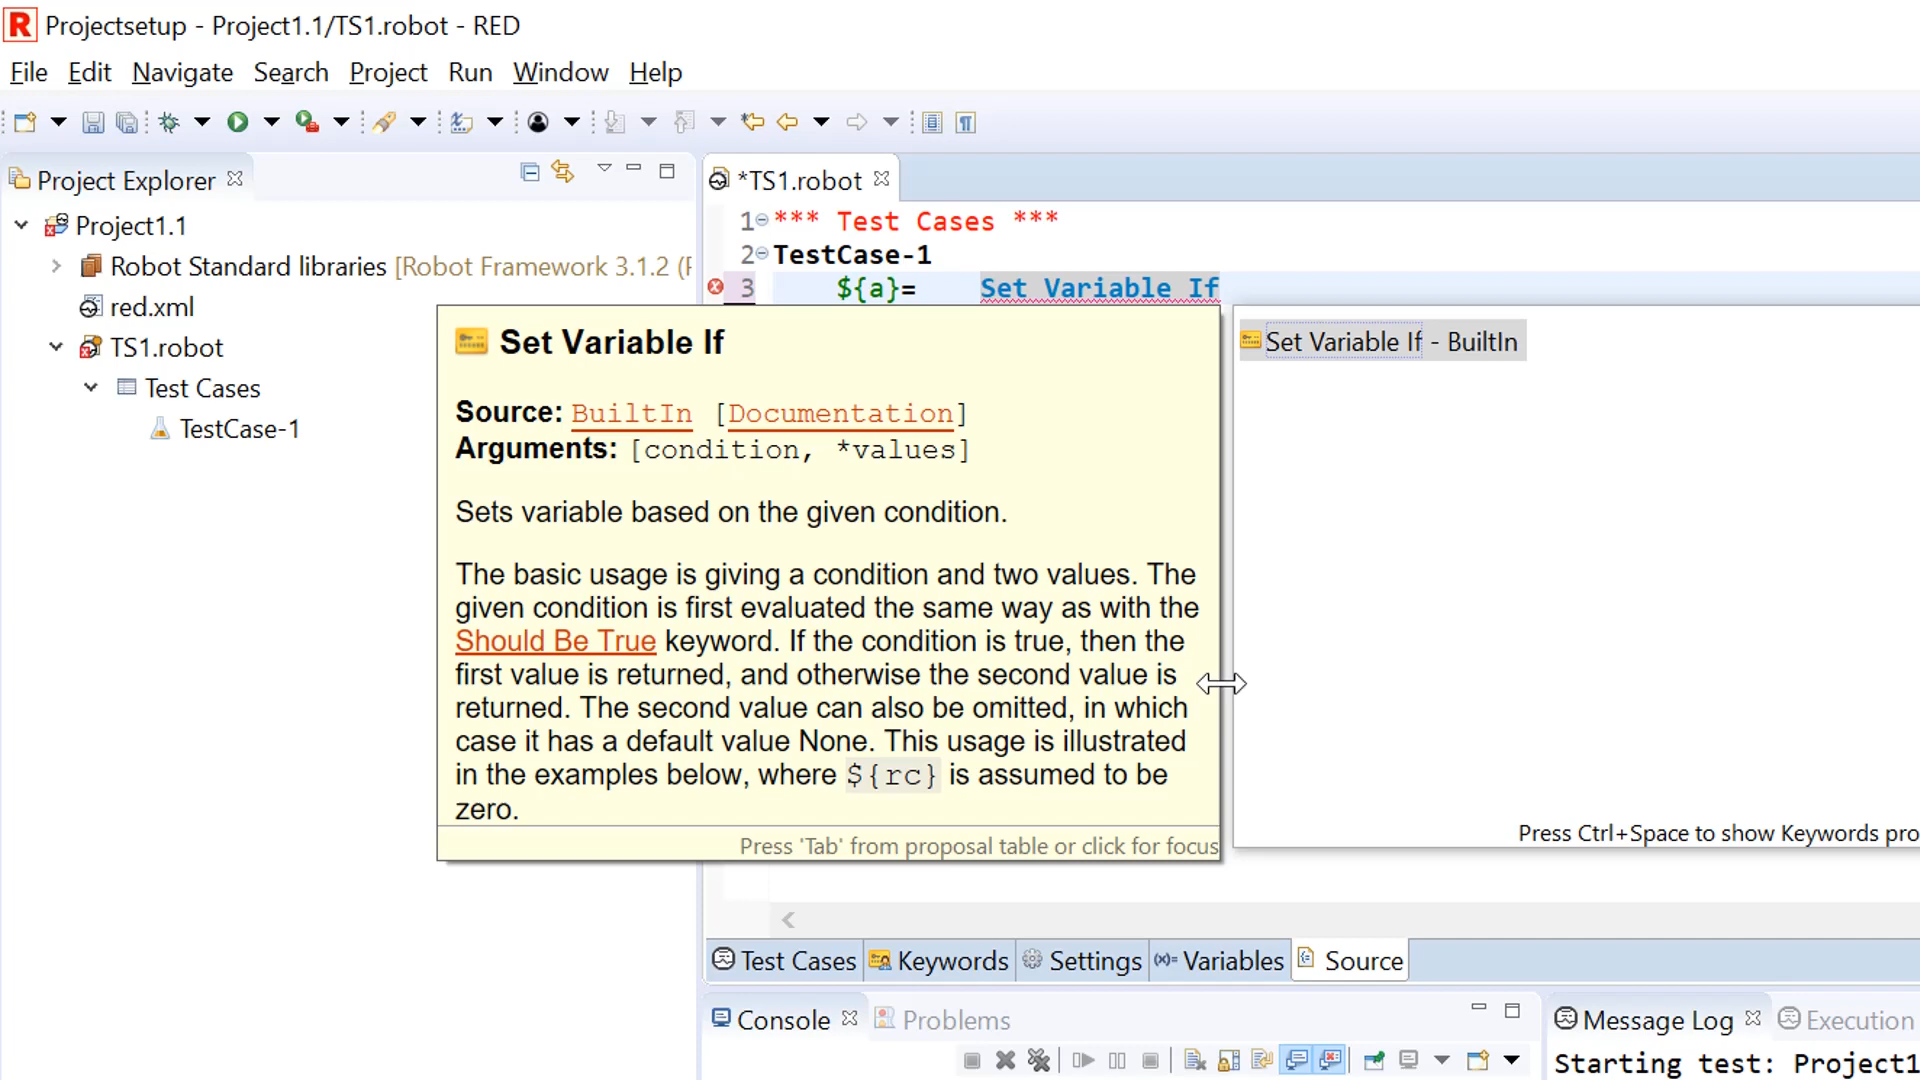 Projectsetup - Project1.1/TS1.robot - RED
File Edit Navigate Search Project Run Window Help
Project Explorer
*TS1.robot
Project1.1
Robot Standard libraries [Robot Framework 3.1.2 (
red.xml
TS1.robot
Test Cases
TestCase-1
1 *** Test Cases ***
2 TestCase-1
3 ${a}= Set Variable If
Set Variable If
Source: BuiltIn [Documentation]
Arguments: [condition, *values]
Sets variable based on the given condition.
The basic usage is giving a condition and two values. The
given condition is first evaluated the same way as with the
Should Be True keyword. If the condition is true, then the
first value is returned, and otherwise the second value is
returned. The second value can also be omitted, in which
case it has a default value None. This usage is illustrated
in the examples below, where ${rc} is assumed to be
zero.
Press 'Tab' from proposal table or click for focus
Set Variable If - BuiltIn
Press Ctrl+Space to show Keywords pro
Test Cases Keywords Settings Variables Source
Console Problems
Message Log Execution
Starting test: Project1